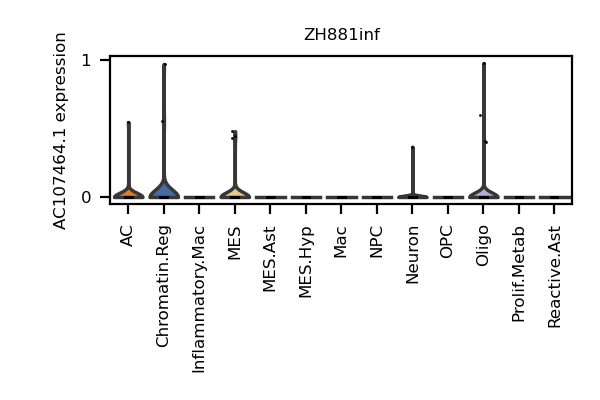 ZH881inf
AC107464.1 expression
1
0
AC
Chromatin.Reg
Inflammatory.Mac
MES
MES.Ast
MES.Hyp
Mac
NPC
Neuron
OPC
Oligo
Prolif.Metab
Reactive.Ast